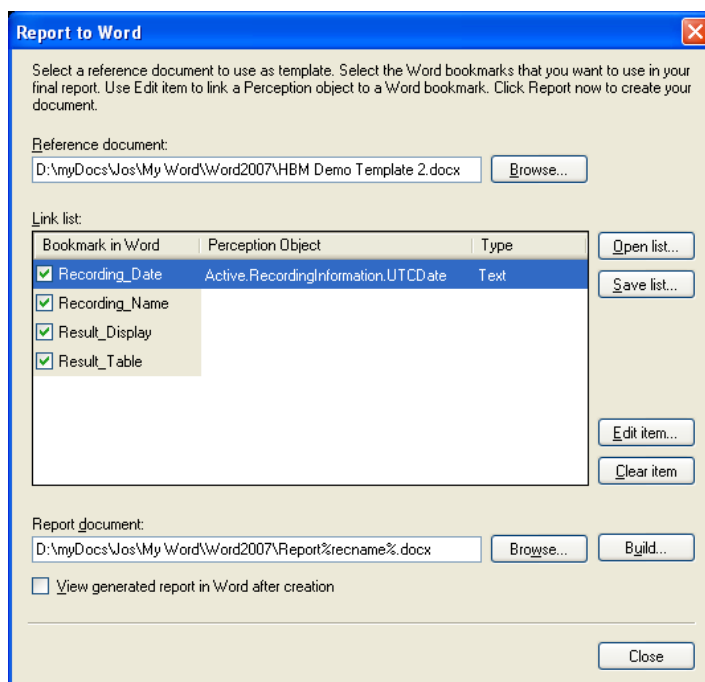 Report to Word
Select a reference document to use as template. Select the Word bookmarks that you want to use in your
final report. Use Edit item to link a Perception object to a Word bookmark. Click Report now to create your
document.
Reference document:
D:\myDocs\Jos\My Word\Word2007\HBM Demo Template 2.docx Browse...
Link list:
Bookmark in Word Perception Object Type Open list...
Recording_Date Active.RecordingInformation.UTCDate Text Save list...
Recording_Name
Result_Display
Result_Table
Edit item...
Clear item
Report document:
D:\myDocs\Jos\My Word\Word2007\Report%recname%.docx Browse... Build...
View generated report in Word after creation
Close